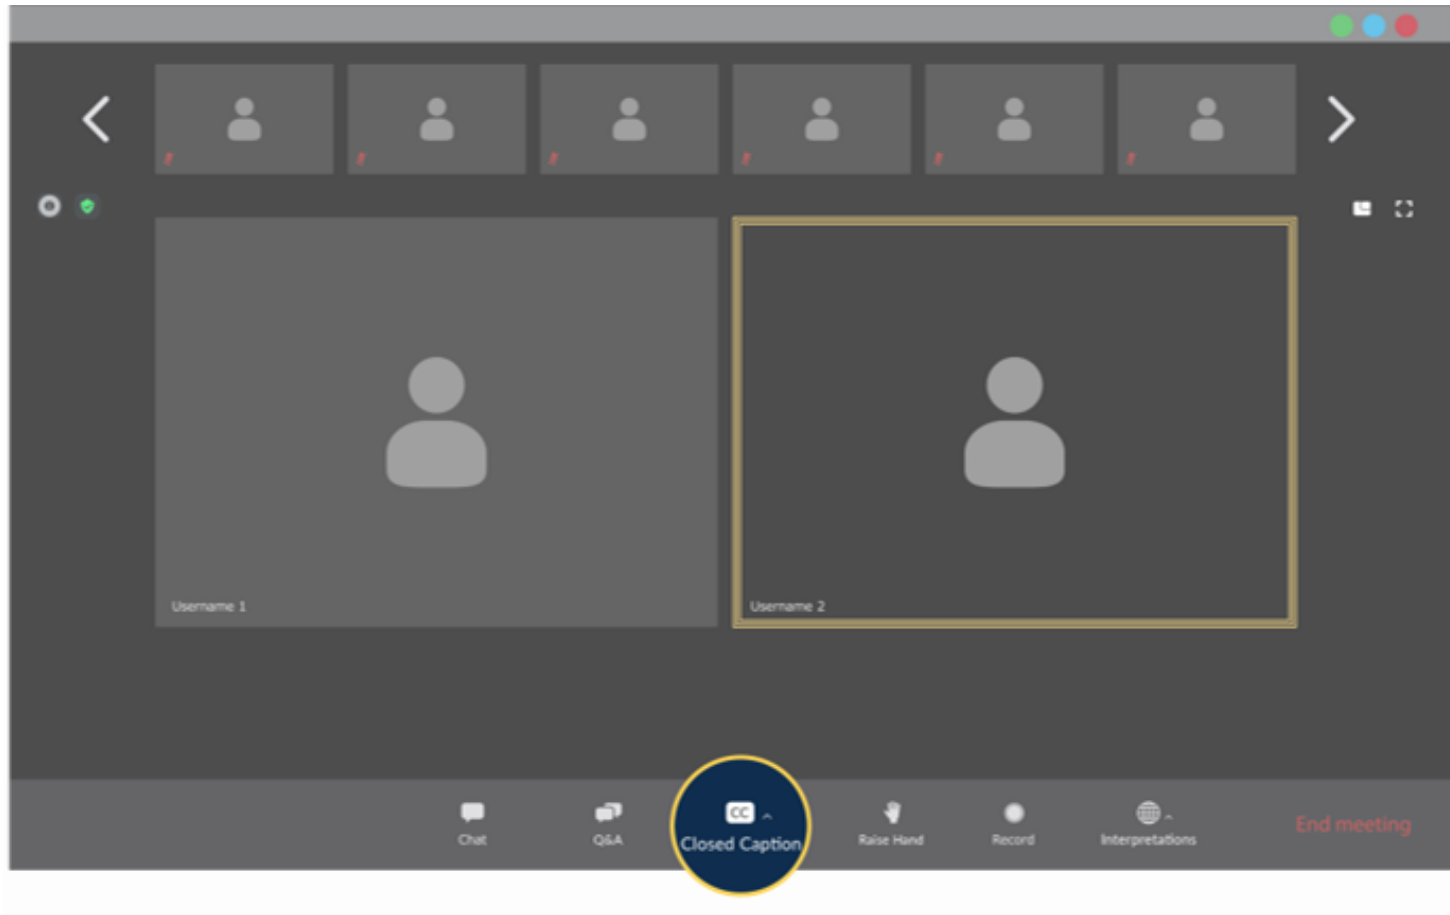 Username 1
Username 2
Chat
Q&A
CC
Closed Caption
Raise Hand
Record
Interpretations
End meeting